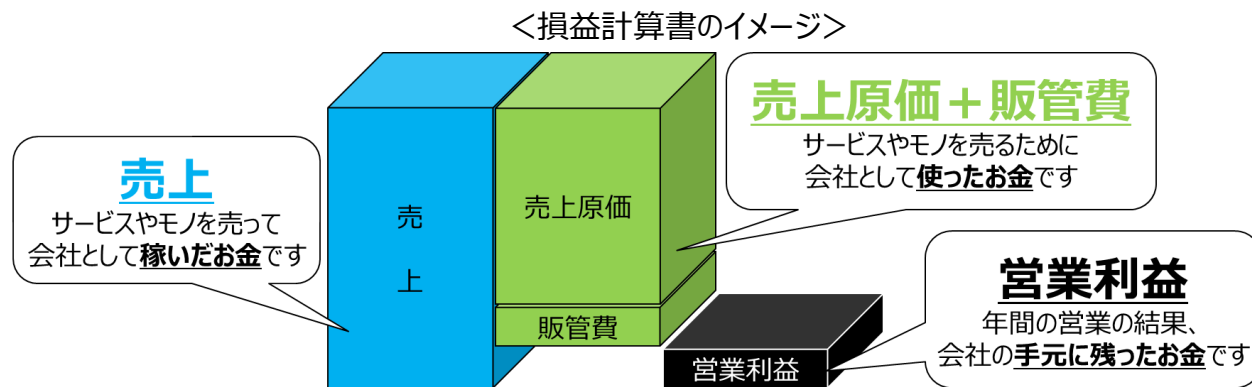 ＜損益計算書のイメージ＞
売上
サービスやモノを売って
会社として稼いだお金です
売
上
売上原価
販管費
売上原価＋販管費
サービスやモノを売るために
会社として使ったお金です
営業利益
営業利益
年間の営業の結果、
会社の手元に残ったお金です